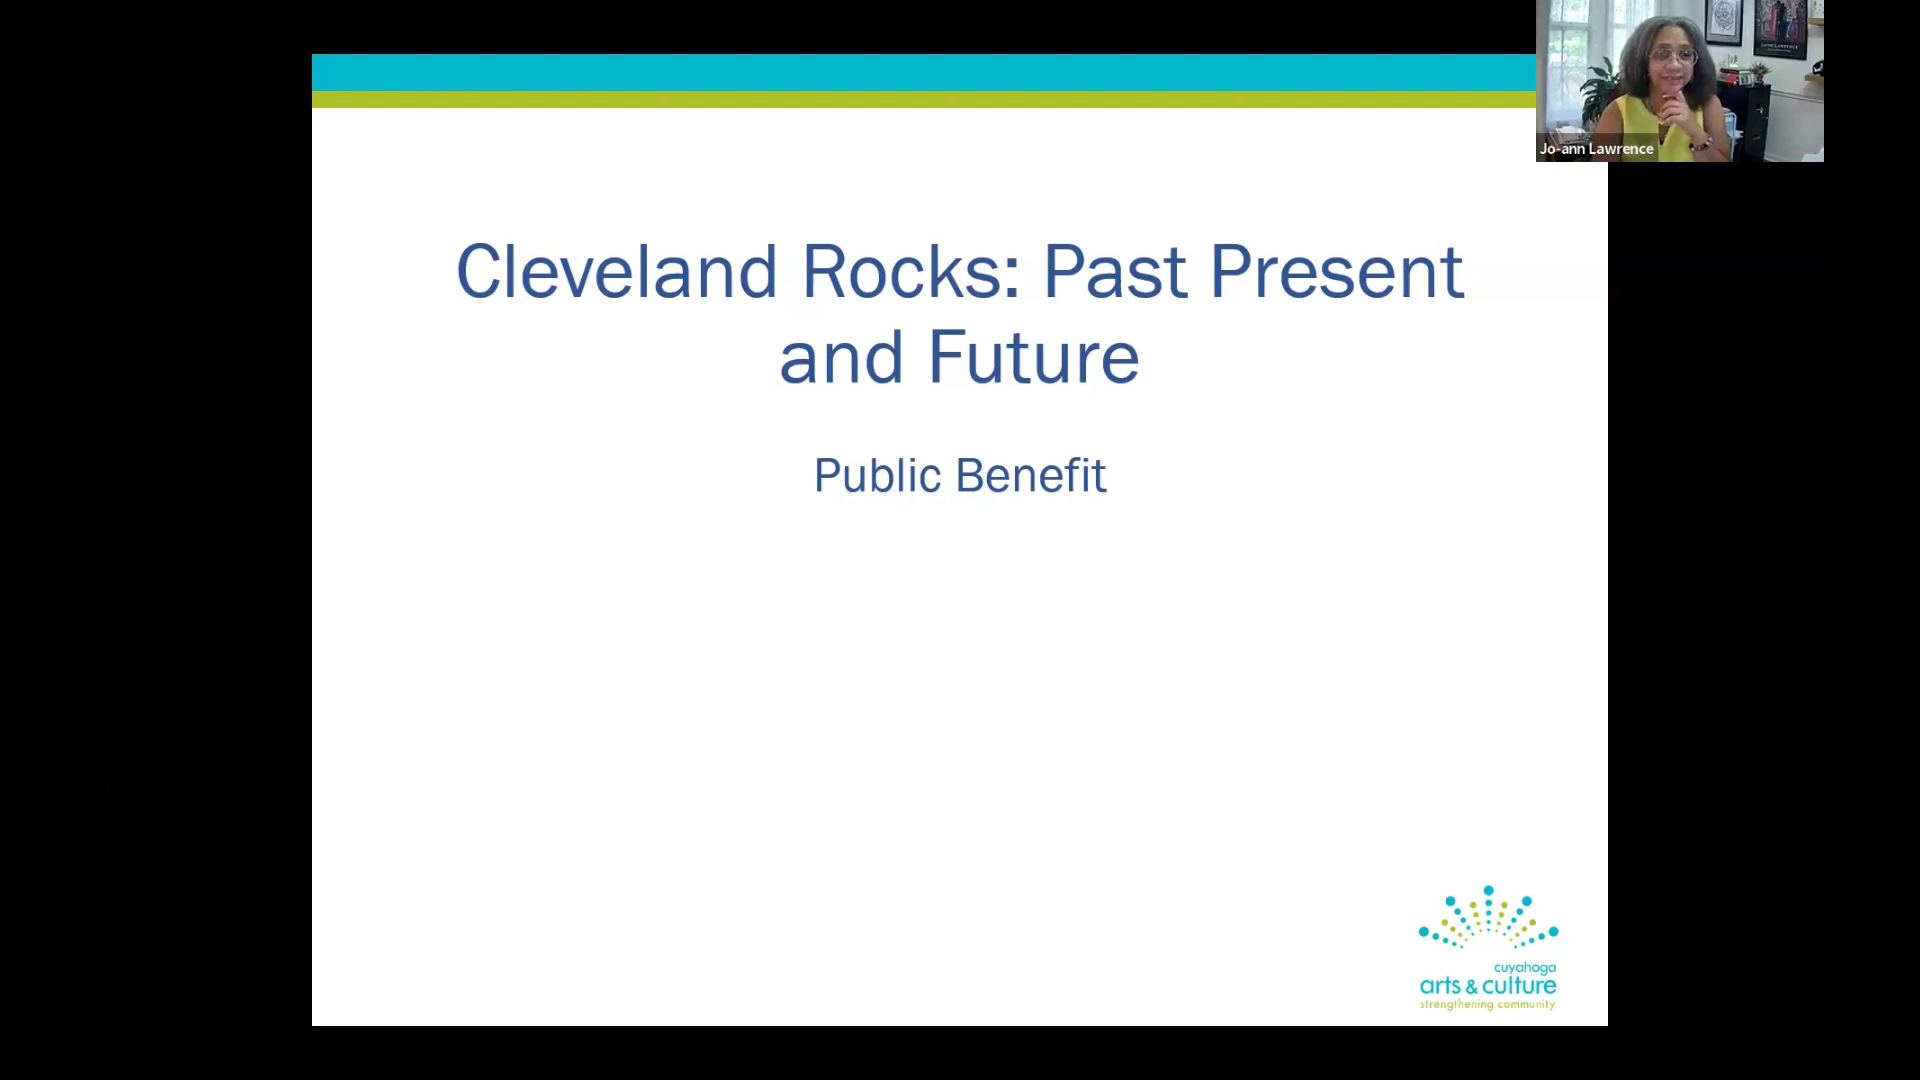 Jo-ann Lawrence
Cleveland Rocks: Past Present
and Future
Public Benefit
cuyahoga
arts & culture
strengthening community